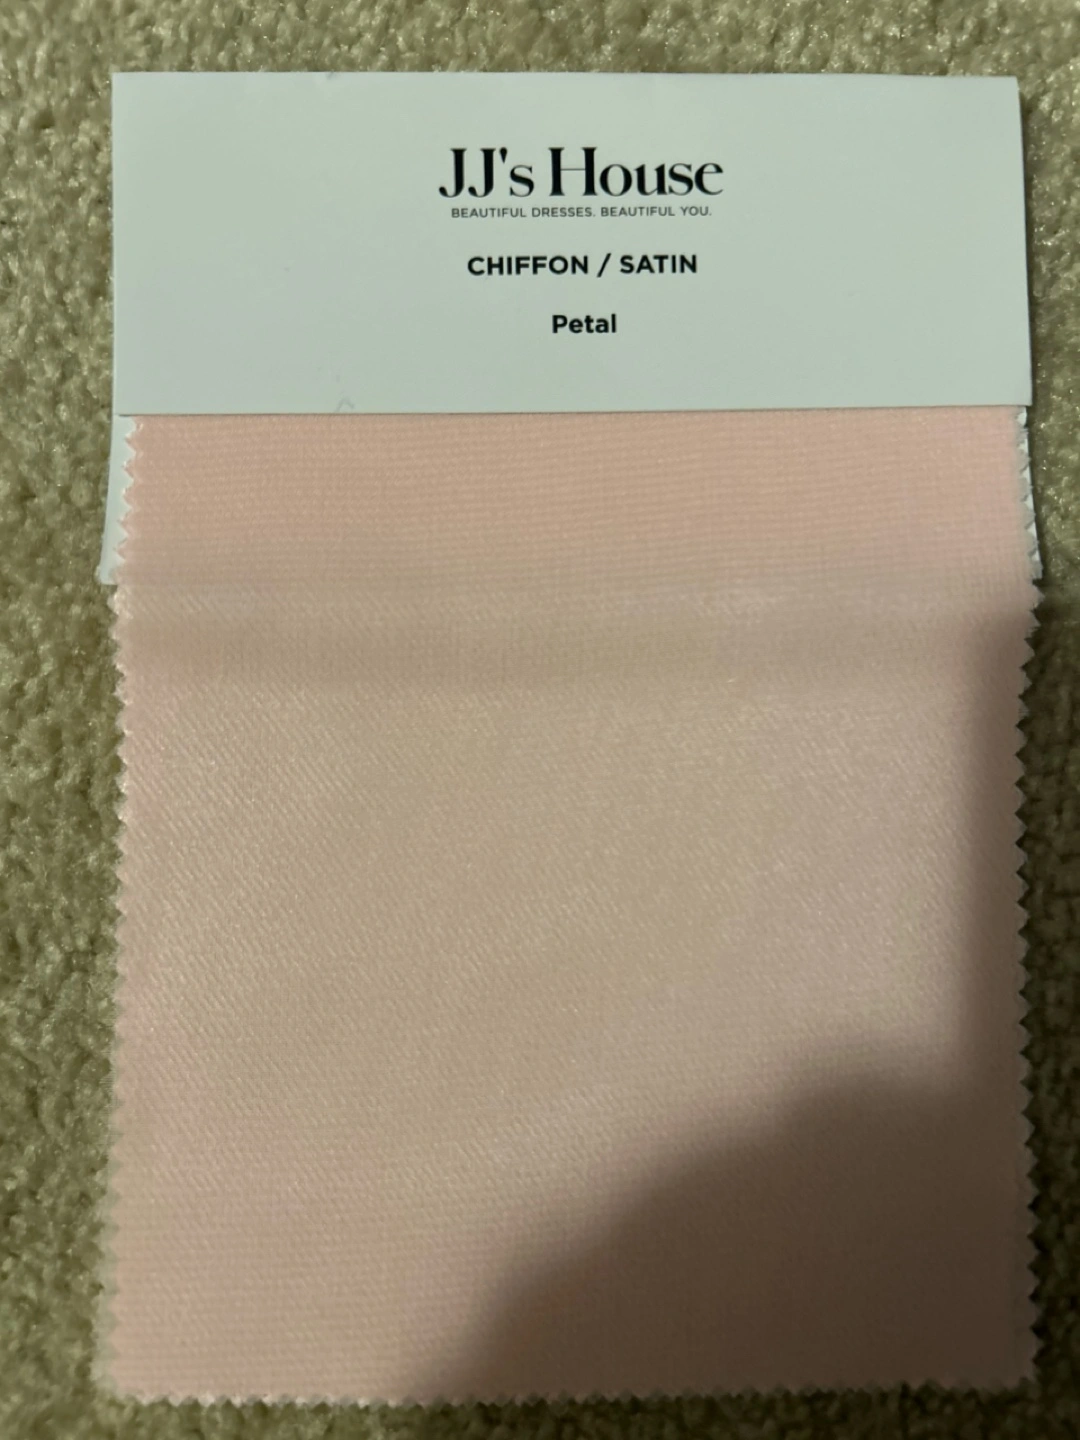 JJ's House
BEAUTIFUL DRESSES. BEAUTIFUL YOU.
CHIFFON / SATIN
Petal